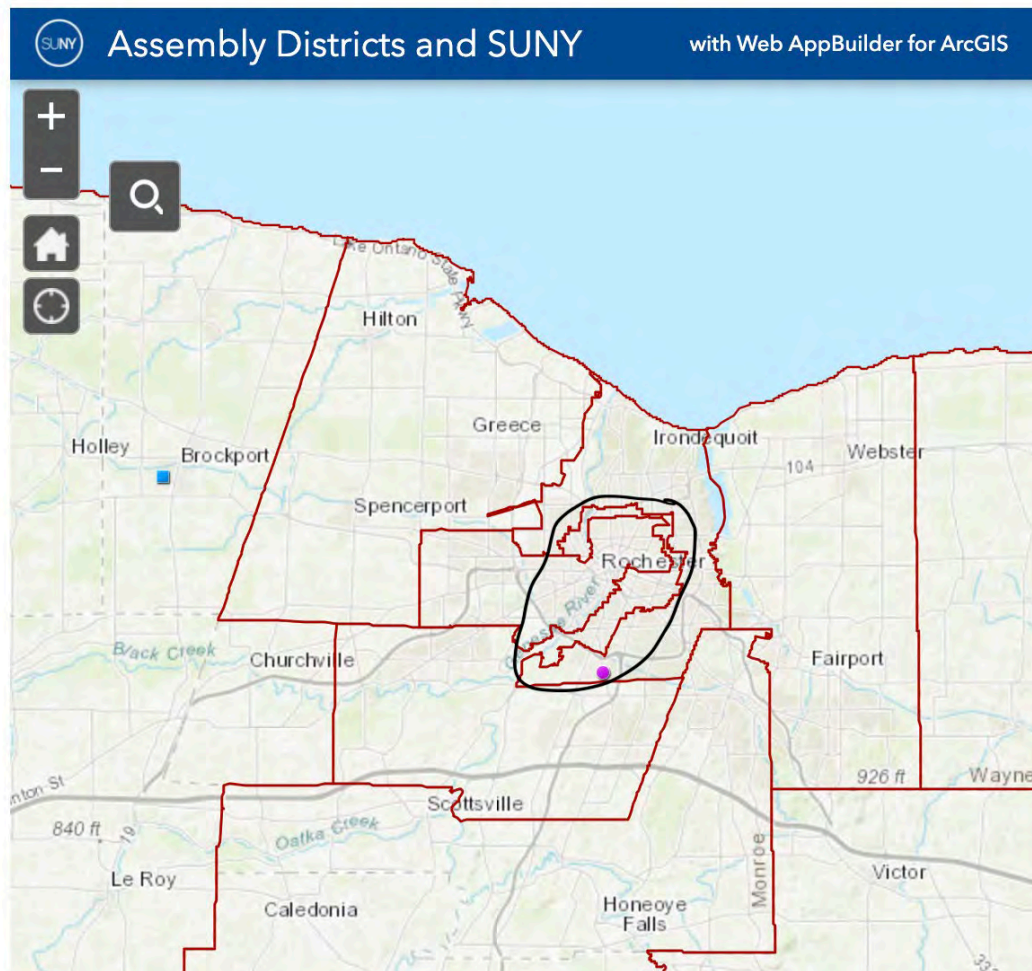 SUNY Assembly Districts and SUNY with Web AppBuilder for ArcGIS
+
−
Lake Ontario State Pkwy
Hilton
Greece
Irondequoit
Holley
Brockport
104
Webster
Spencerport
Rochester
Genesee River
Black Creek
Churchville
Fairport
926 ft
Wayne
nton St
Scottsville
840 ft
19
Oatka Creek
Le Roy
Monroe
Victor
Caledonia
Honeoye
Falls